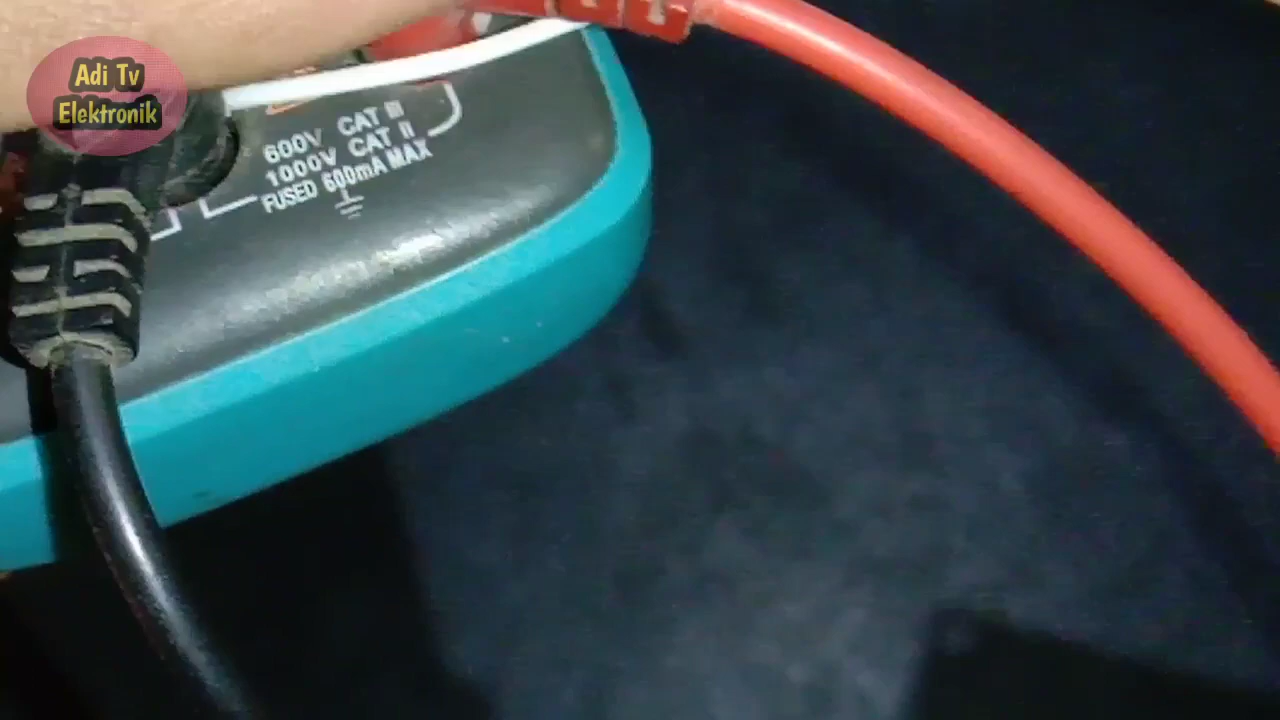 Adi Tv
Elektronik
600V CAT III
1000V CAT II
FUSED 600mA MAX